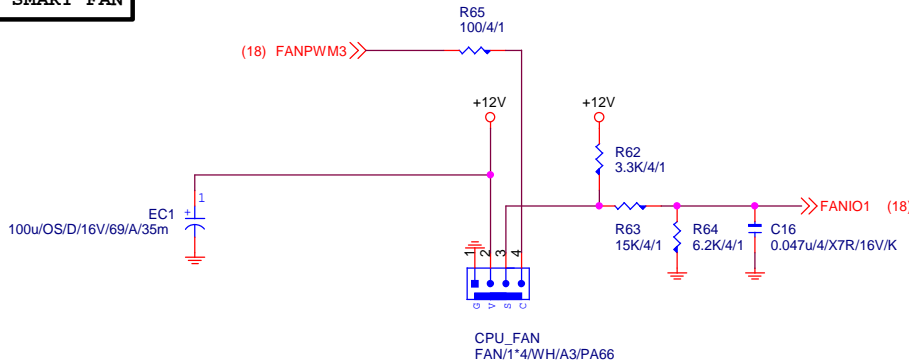 SMART FAN
R65
100/4/1
(18) FANPWM3
+12V
+12V
R62
3.3K/4/1
1
EC1
100u/OS/D/16V/69/A/35m
FANIO1 (18)
R63
15K/4/1
R64
6.2K/4/1
C16
0.047u/4/X7R/16V/K
1 2 3 4
G V S C
CPU_FAN
FAN/1*4/WH/A3/PA66